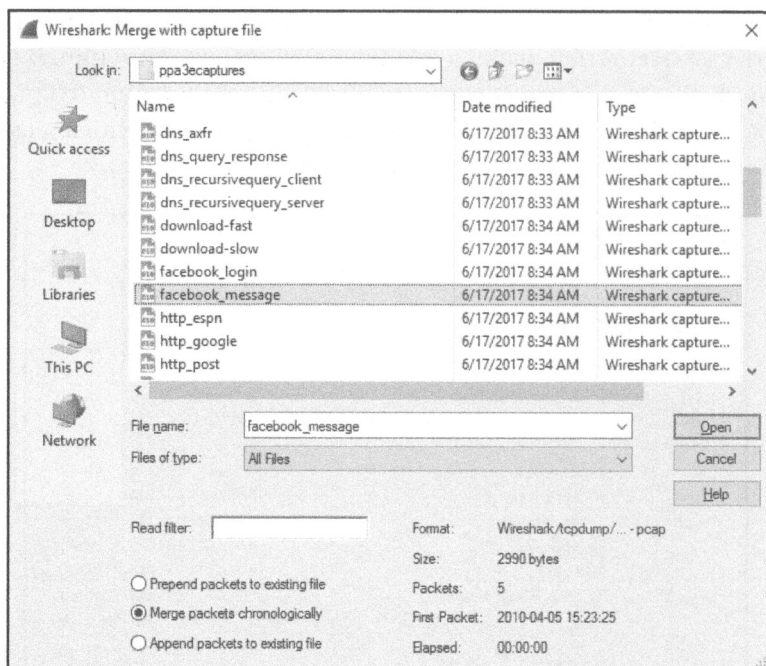 Wireshark: Merge with capture file
Look in: ppa3ecaptures
Name Date modified Type
dns_axfr 6/17/2017 8:33 AM Wireshark capture...
dns_query_response 6/17/2017 8:33 AM Wireshark capture...
dns_recursivequery_client 6/17/2017 8:33 AM Wireshark capture...
dns_recursivequery_server 6/17/2017 8:33 AM Wireshark capture...
download-fast 6/17/2017 8:34 AM Wireshark capture...
download-slow 6/17/2017 8:34 AM Wireshark capture...
facebook_login 6/17/2017 8:34 AM Wireshark capture...
facebook_message 6/17/2017 8:34 AM Wireshark capture...
http_espn 6/17/2017 8:34 AM Wireshark capture...
http_google 6/17/2017 8:34 AM Wireshark capture...
http_post 6/17/2017 8:34 AM Wireshark capture...
Quick access
Desktop
Libraries
This PC
Network
File name: facebook_message Open
Files of type: All Files Cancel
Help
Read filter:
Prepend packets to existing file
Merge packets chronologically
Append packets to existing file
Format: Wireshark/tcpdump/... - pcap
Size: 2990 bytes
Packets: 5
First Packet: 2010-04-05 15:23:25
Elapsed: 00:00:00